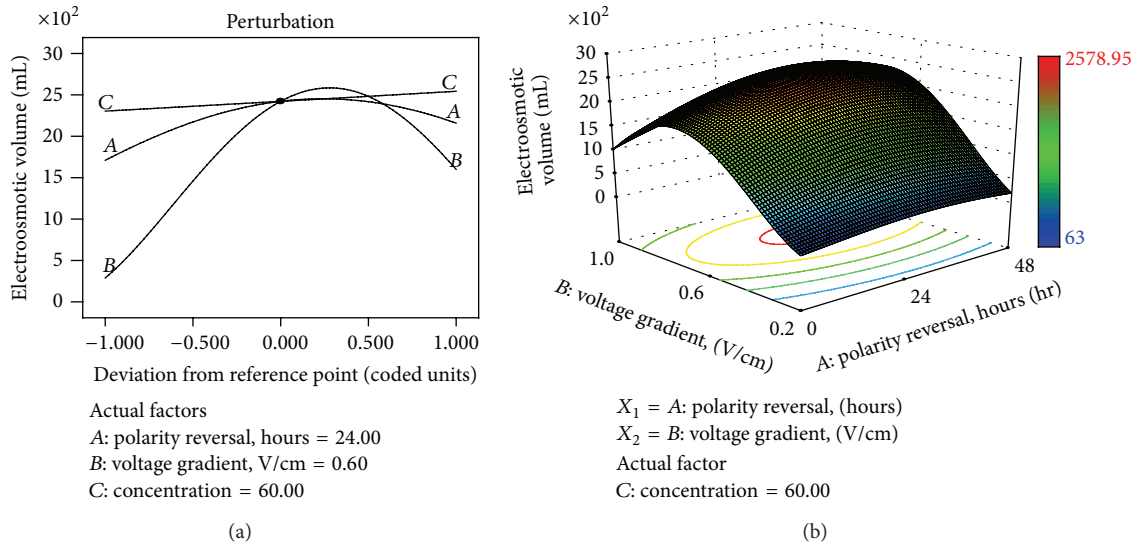 ×10²
Perturbation
Electroosmotic volume (mL)
30
25
20
15
10
5
0
C
A
B
C
A
B
−1.000
−0.500
0.000
0.500
1.000
Deviation from reference point (coded units)
Actual factors
A: polarity reversal, hours = 24.00
B: voltage gradient, V/cm = 0.60
C: concentration = 60.00
(a)
×10²
Electroosmotic
volume (mL)
30
25
20
15
10
5
0
1.0
0.6
0.2
B: voltage gradient, (V/cm)
0
24
48
A: polarity reversal, hours (hr)
2578.95
63
X₁ = A: polarity reversal, (hours)
X₂ = B: voltage gradient, (V/cm)
Actual factor
C: concentration = 60.00
(b)